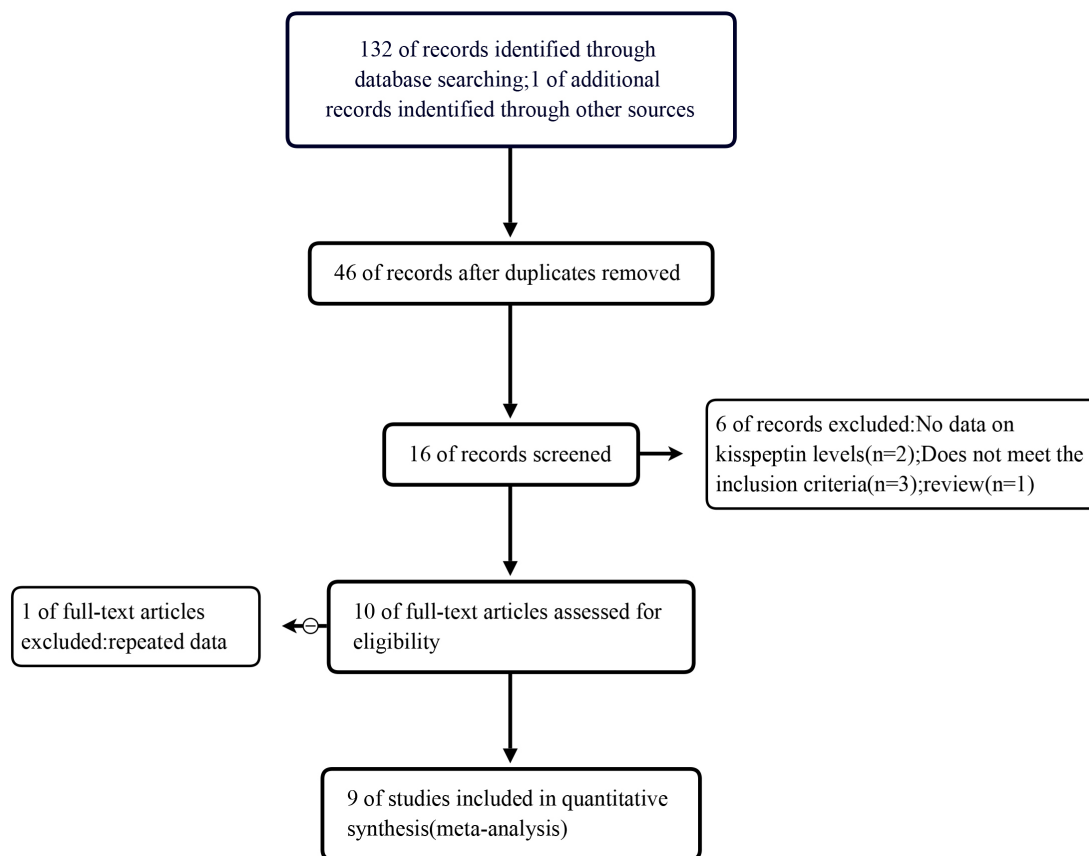 132 of records identified through
database searching;1 of additional
records indentified through other sources
46 of records after duplicates removed
16 of records screened
6 of records excluded:No data on
kisspeptin levels(n=2);Does not meet the
inclusion criteria(n=3);review(n=1)
10 of full-text articles assessed for
eligibility
1 of full-text articles
excluded:repeated data
9 of studies included in quantitative
synthesis(meta-analysis)